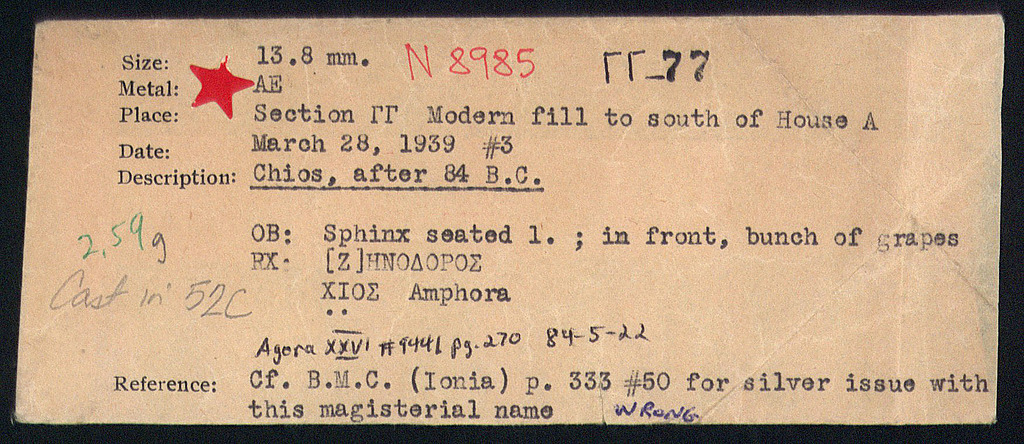 Size: 13.8 mm. N 8985 ΓΓ-77
Metal: AE
Place: Section ΓΓ Modern fill to south of House A
Date: March 28, 1939 #3
Description: Chios, after 84 B.C.
2.59g
OB: Sphinx seated l. ; in front, bunch of grapes
RX: [Ζ]ΗΝΟΔΟΡΟΣ
Cast in 52C
ΧΙΟΣ Amphora
Agora XXVI #944 pg. 270 84-5-22
Reference: Cf. B.M.C. (Ionia) p. 333 #50 for silver issue with
this magisterial name WRONG